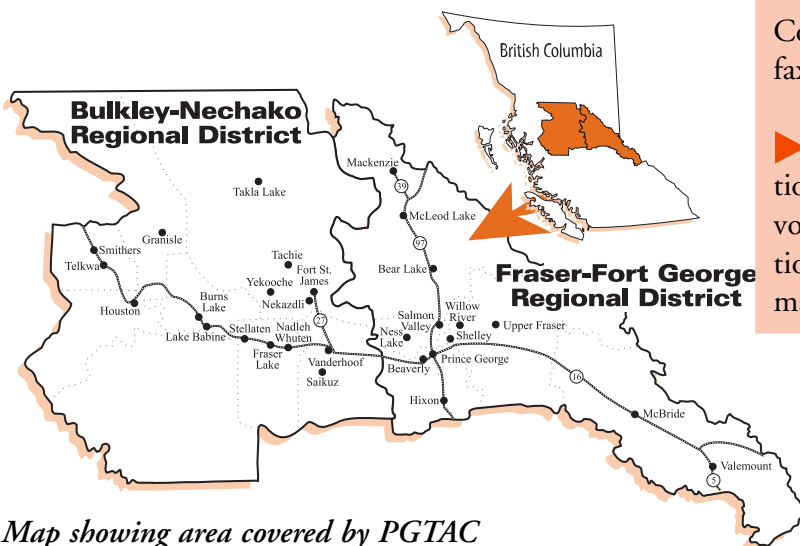 British Columbia
Co
fax
tio
vo
tio
ma
Bulkley-Nechako
Regional District
Mackenzie
39
Takla Lake
McLeod Lake
Granisle
97
Smithers
Tachie
Telkwa
Fort St.
James
Bear Lake
Fraser-Fort George
Regional District
Yekooche
Nekazdli
Houston
Burns
Lake
27
Salmon
Valley
Willow
River
Upper Fraser
Lake Babine
Stellaten
Nadleh
Whuten
Ness
Lake
Shelley
Fraser
Lake
Vanderhoof
Beaverly
Prince George
Saikuz
16
Hixon
McBride
Valemount
5
Map showing area covered by PGTAC